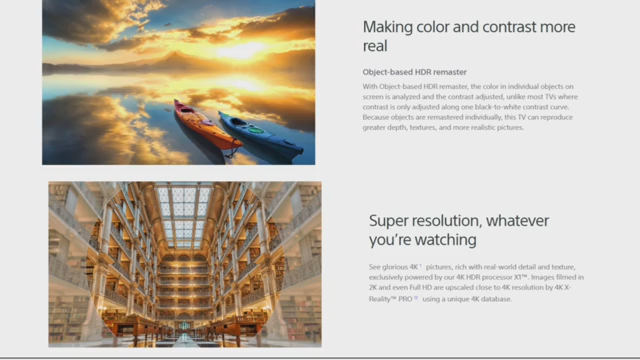 Making color and contrast more
real
Object-based HDR remaster
With Object-based HDR remaster, the color in individual objects on
screen is analyzed and the contrast adjusted, unlike most TVs where
contrast is only adjusted along one black-to-white contrast curve.
Because objects are remastered individually, this TV can reproduce
greater depth, textures, and more realistic pictures.
Super resolution, whatever
you're watching
See glorious 4K pictures, rich with real-world detail and texture,
exclusively powered by our 4K HDR processor X1™. Images filmed in
2K and even Full HD are upscaled close to 4K resolution by 4K X-
Reality™ PRO using a unique 4K database.